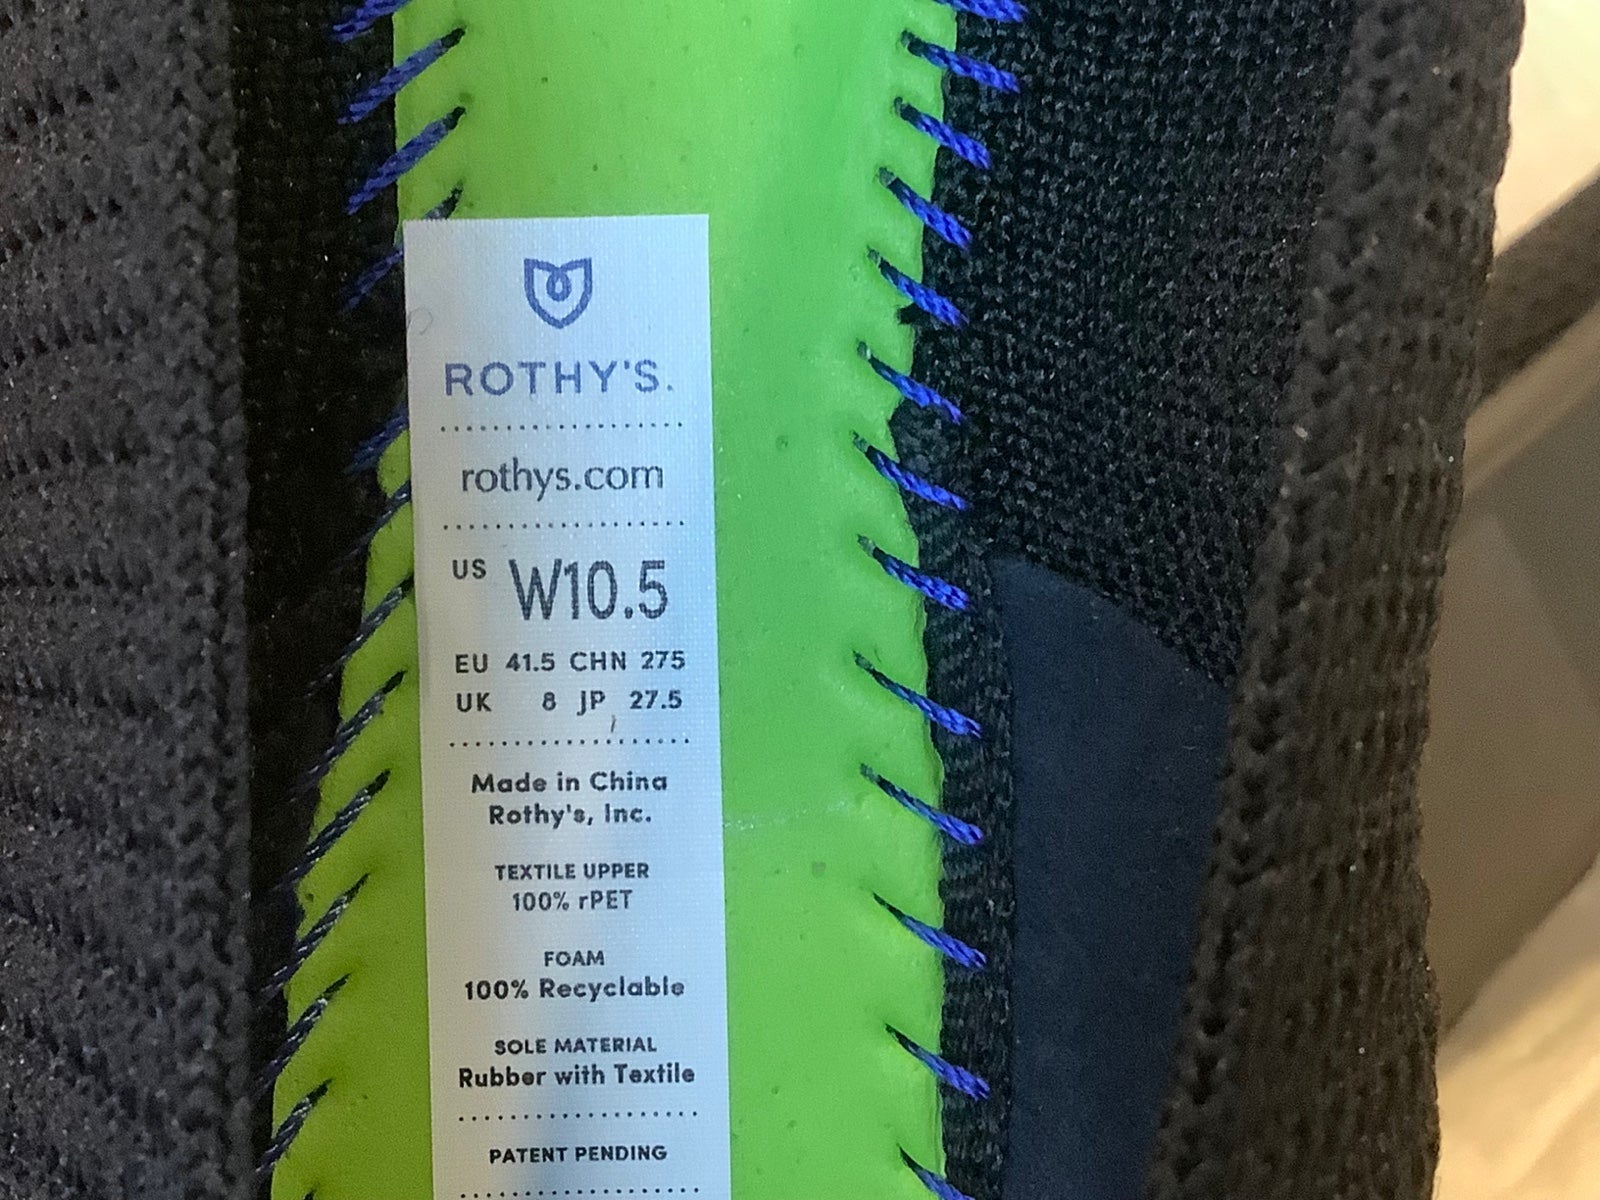 ROTHY'S.
rothys.com
US W10.5
EU 41.5 CHN 275
UK 8 JP 27.5
Made in China
Rothy's, Inc.
TEXTILE UPPER
100% rPET
FOAM
100% Recyclable
SOLE MATERIAL
Rubber with Textile
PATENT PENDING